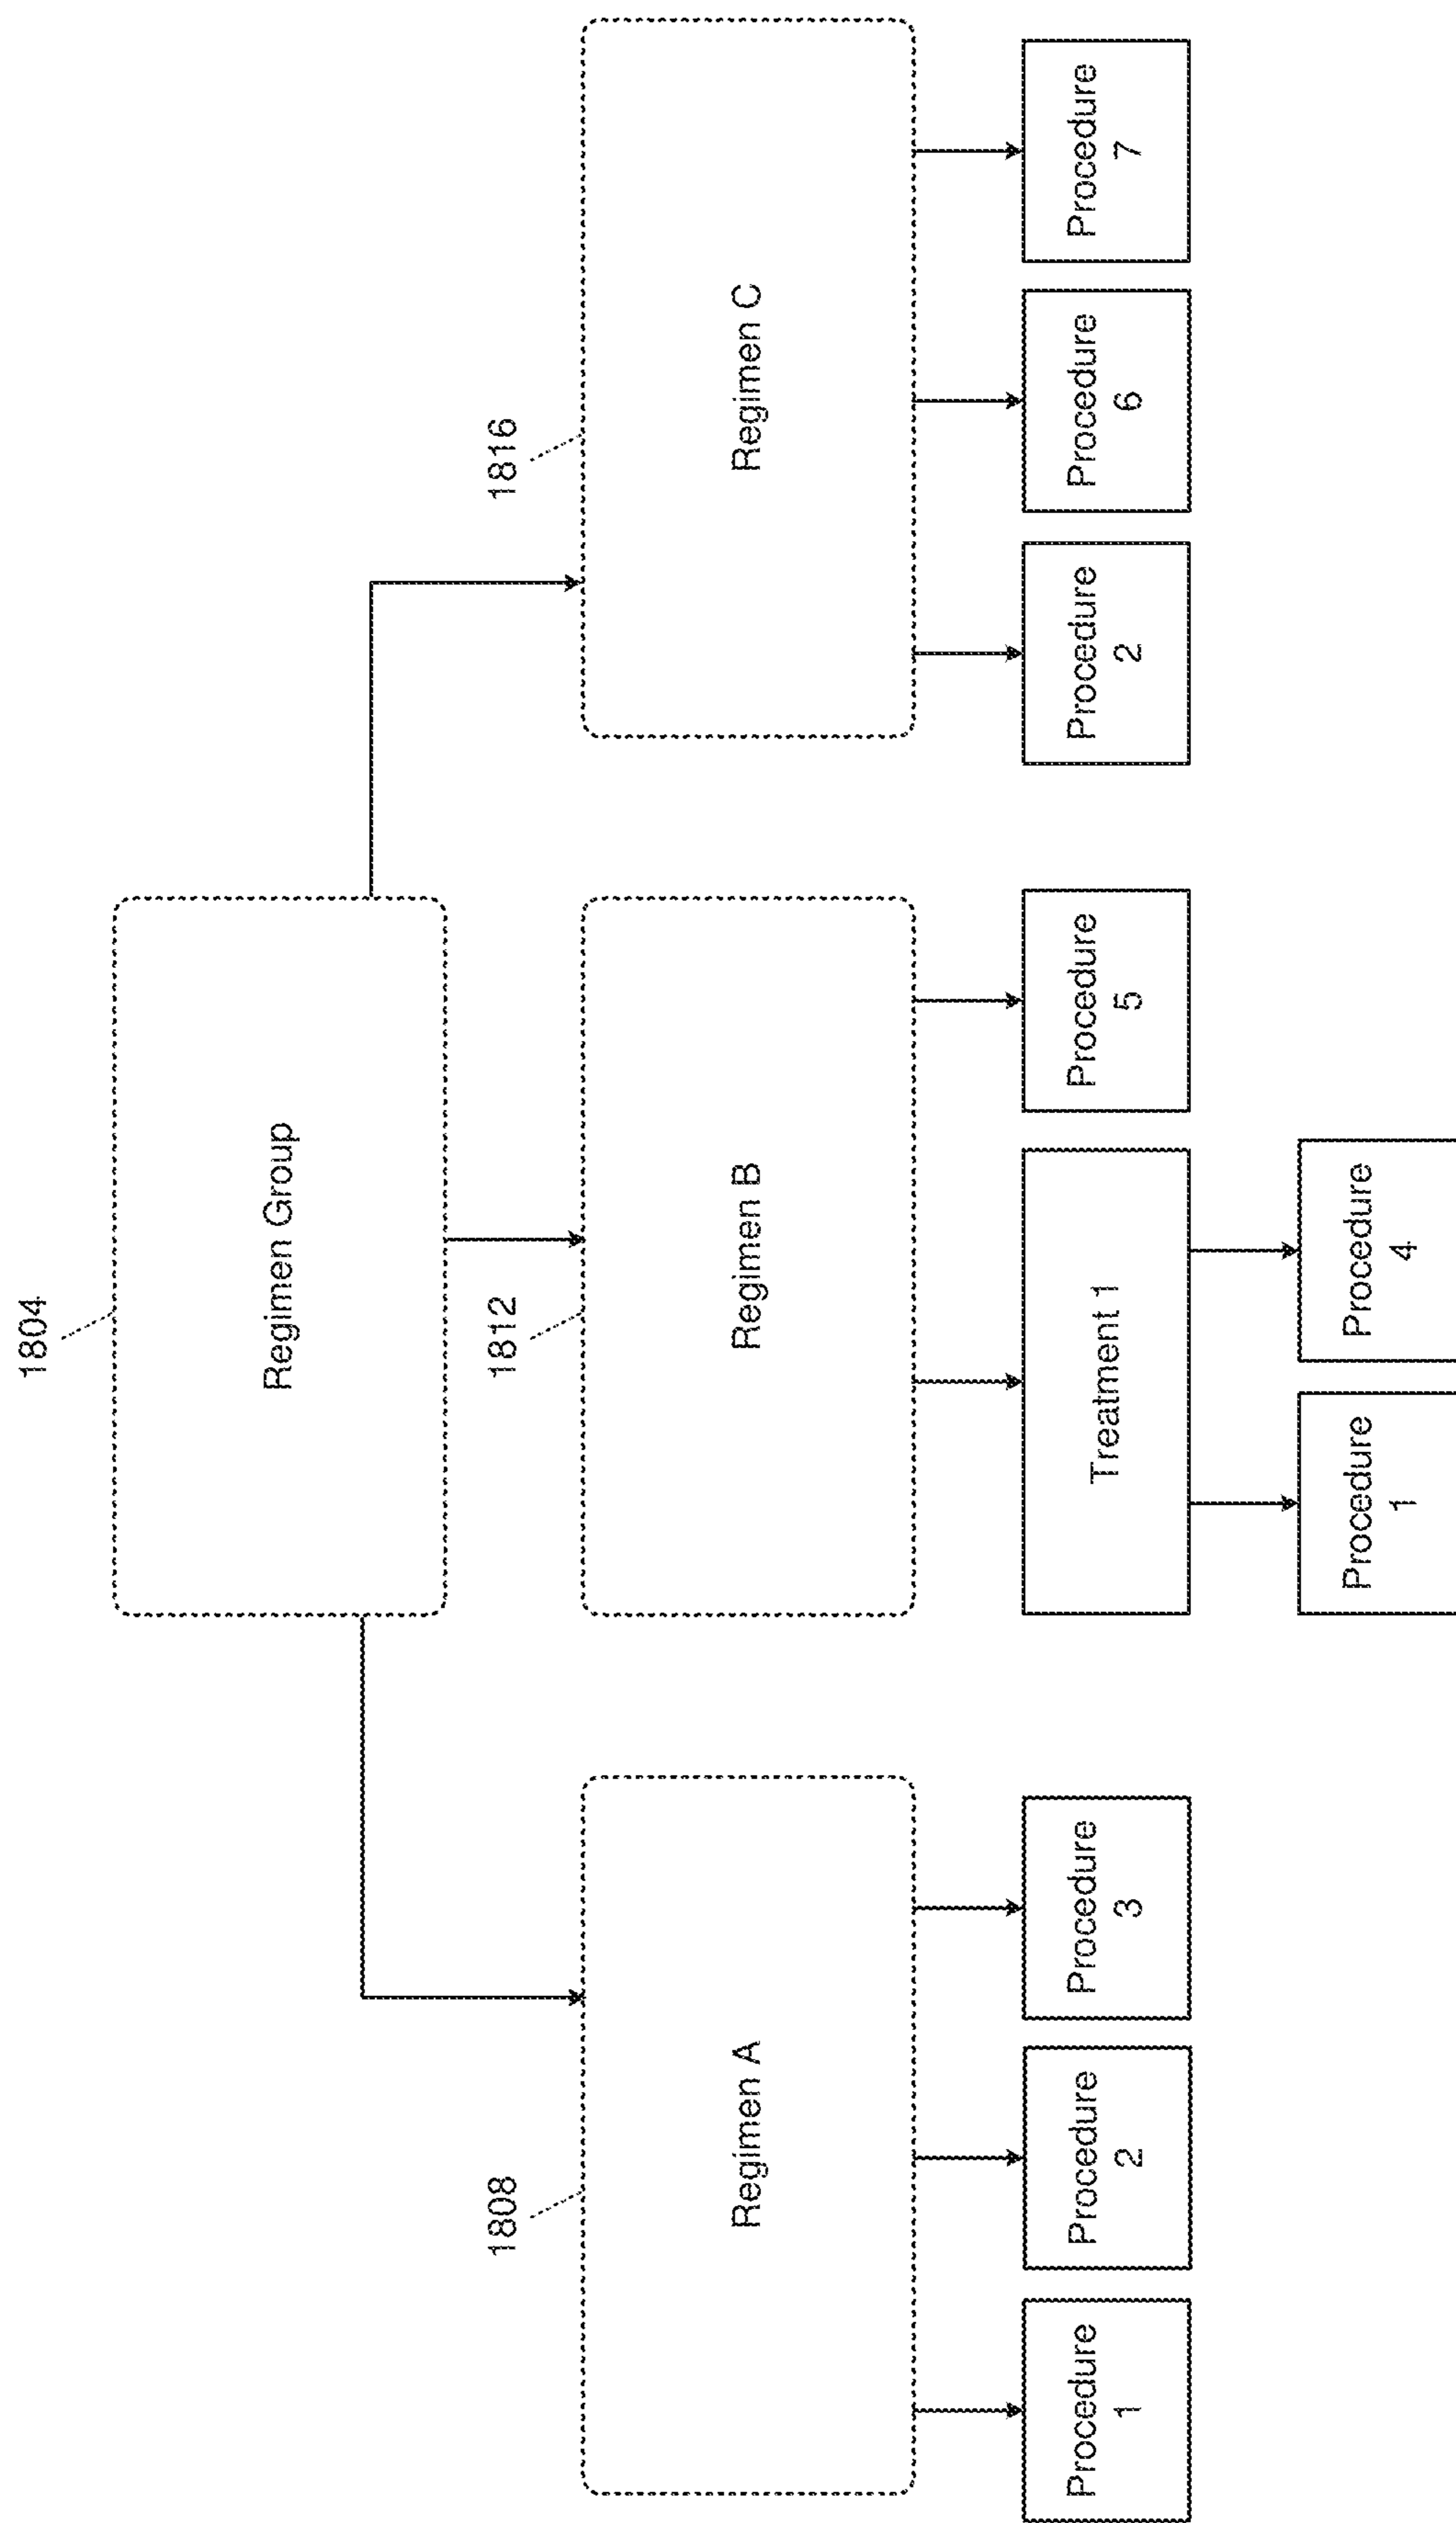 1804
Regimen Group
1808
1812
1816
Regimen A
Regimen B
Regimen C
Procedure
1
Procedure
2
Procedure
3
Treatment 1
Procedure
5
Procedure
2
Procedure
6
Procedure
7
Procedure
1
Procedure
4